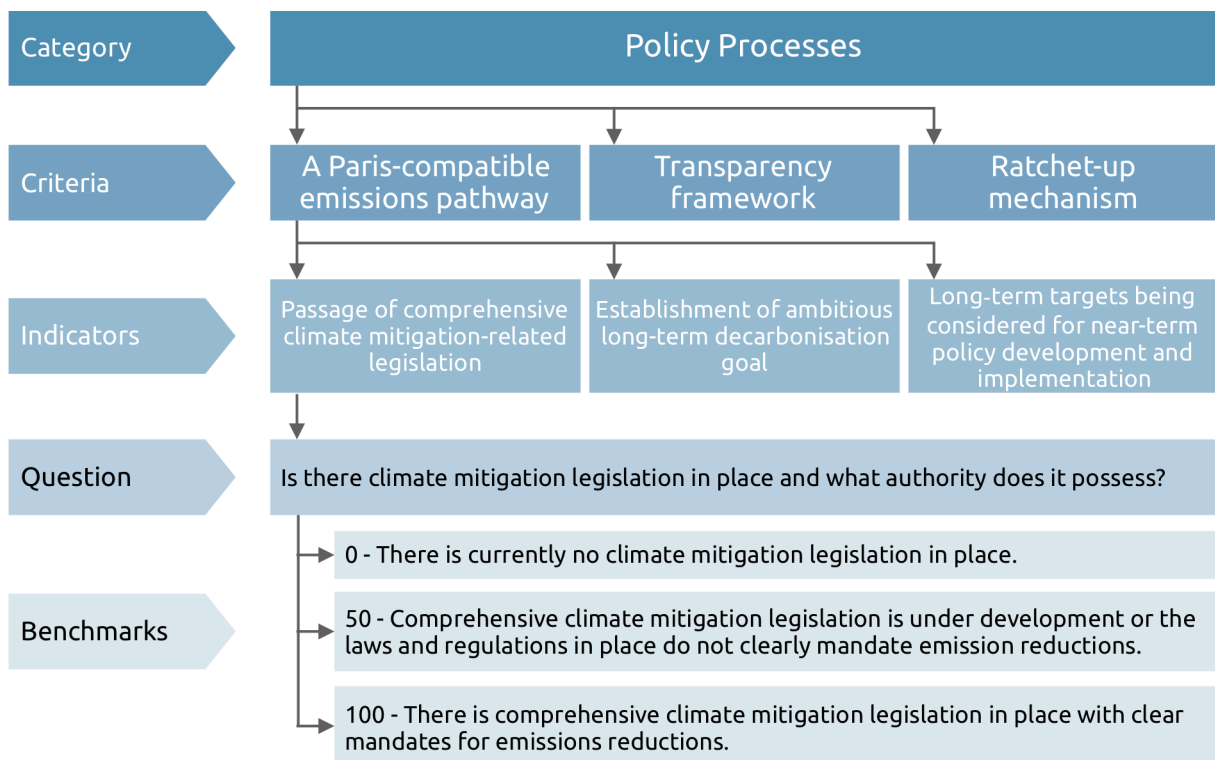 Category
Policy Processes
Criteria
A Paris-compatible
emissions pathway
Transparency
framework
Ratchet-up
mechanism
Indicators
Passage of comprehensive
climate mitigation-related
legislation
Establishment of ambitious
long-term decarbonisation
goal
Long-term targets being
considered for near-term
policy development and
implementation
Question
Is there climate mitigation legislation in place and what authority does it possess?
Benchmarks
0 - There is currently no climate mitigation legislation in place.
50 - Comprehensive climate mitigation legislation is under development or the
laws and regulations in place do not clearly mandate emission reductions.
100 - There is comprehensive climate mitigation legislation in place with clear
mandates for emissions reductions.